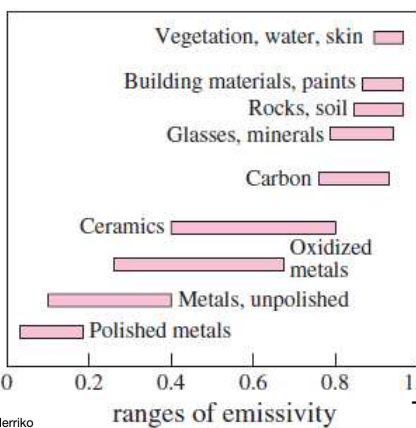 Vegetation, water, skin
Building materials, paints
Rocks, soil
Glasses, minerals
Carbon
Ceramics
Oxidized
metals
Metals, unpolished
Polished metals
0 0.2 0.4 0.6 0.8 1
ranges of emissivity